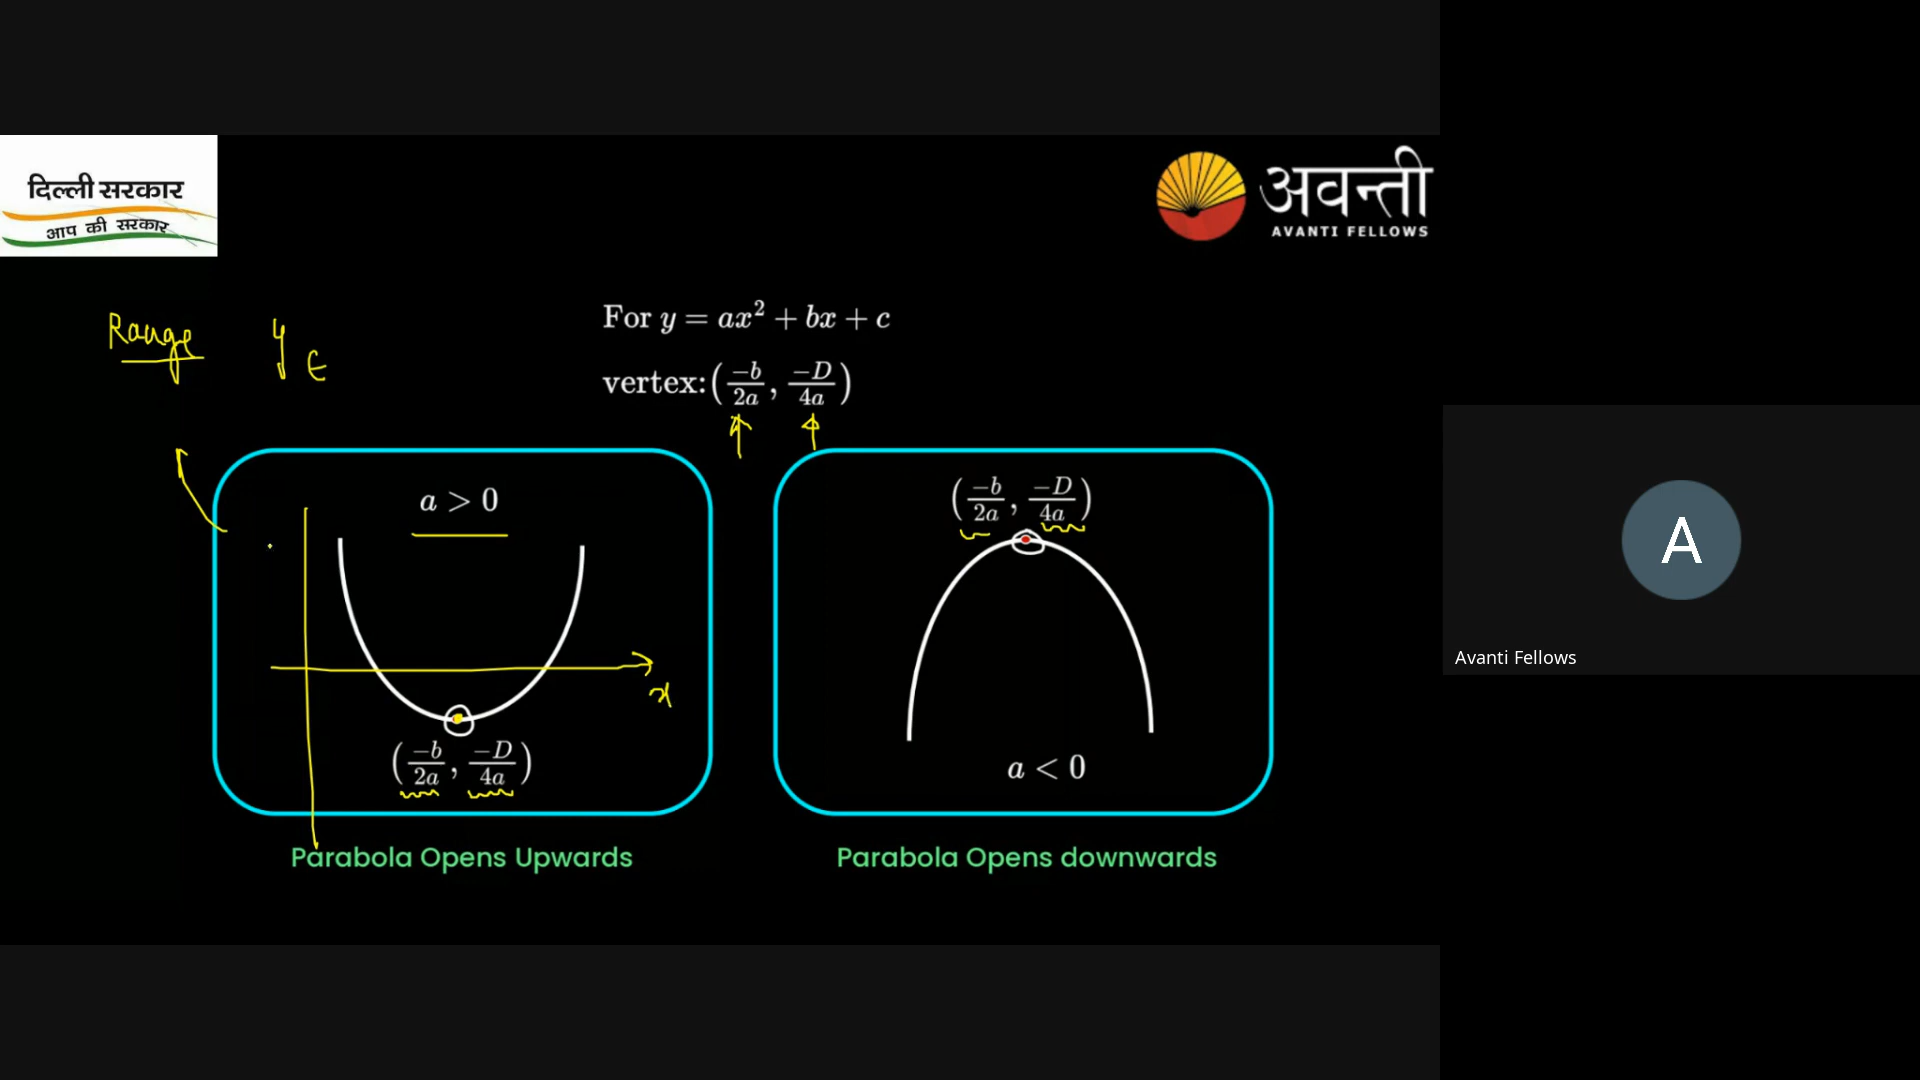 दिल्ली सरकार
आप की सरकार
अवन्ती
AVANTI FELLOWS
Range y ∈
For y = ax² + bx + c
vertex: (-b/2a, -D/4a)
a > 0
x
(-b/2a, -D/4a)
Parabola Opens Upwards
(-b/2a, -D/4a)
a < 0
Parabola Opens downwards
A
Avanti Fellows